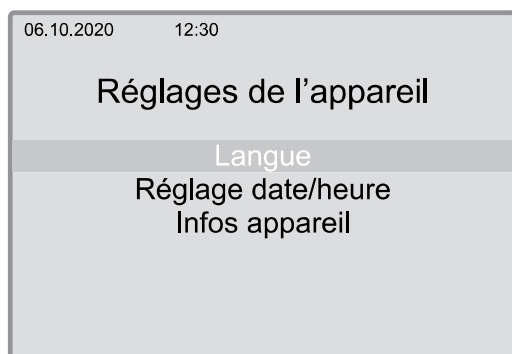 06.10.2020 12:30
Réglages de l’appareil
Langue
Réglage date/heure
Infos appareil